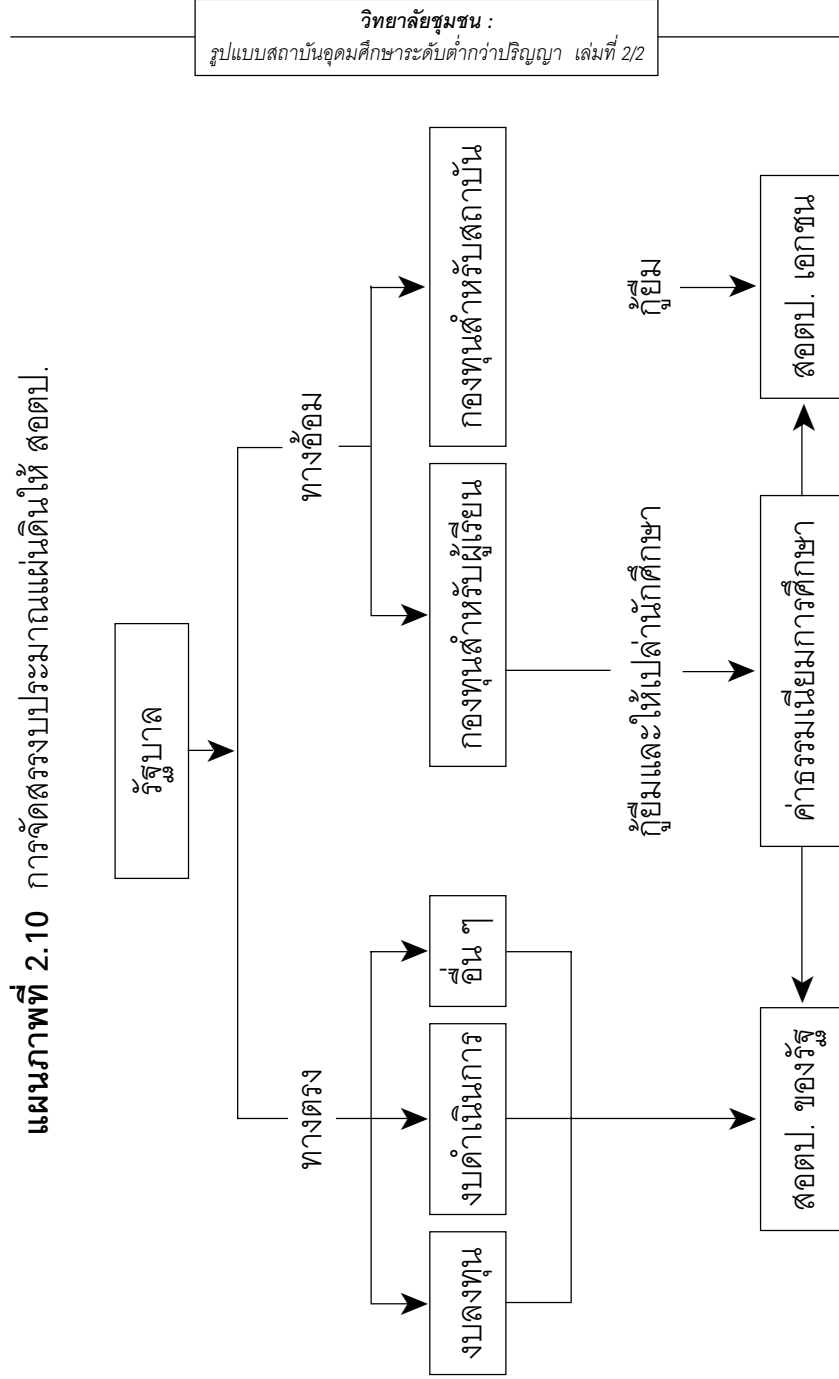 วิทยาลัยชุมชน :
รูปแบบสถาบันอุดมศึกษาระดับต่ำกว่าปริญญา เล่มที่ 2/2
แผนภาพที่ 2.10 การจัดสรรงบประมาณแผ่นดินให้ สอตป.
รัฐบาล
ทางตรง
ทางอ้อม
งบลงทุน
งบดำเนินการ
อื่น ๆ
กองทุนสำหรับผู้เรียน
กองทุนสำหรับสถาบัน
กู้ยืมและให้เปล่านักศึกษา
กู้ยืม
สอตป. ของรัฐ
ค่าธรรมเนียมการศึกษา
สอตป. เอกชน